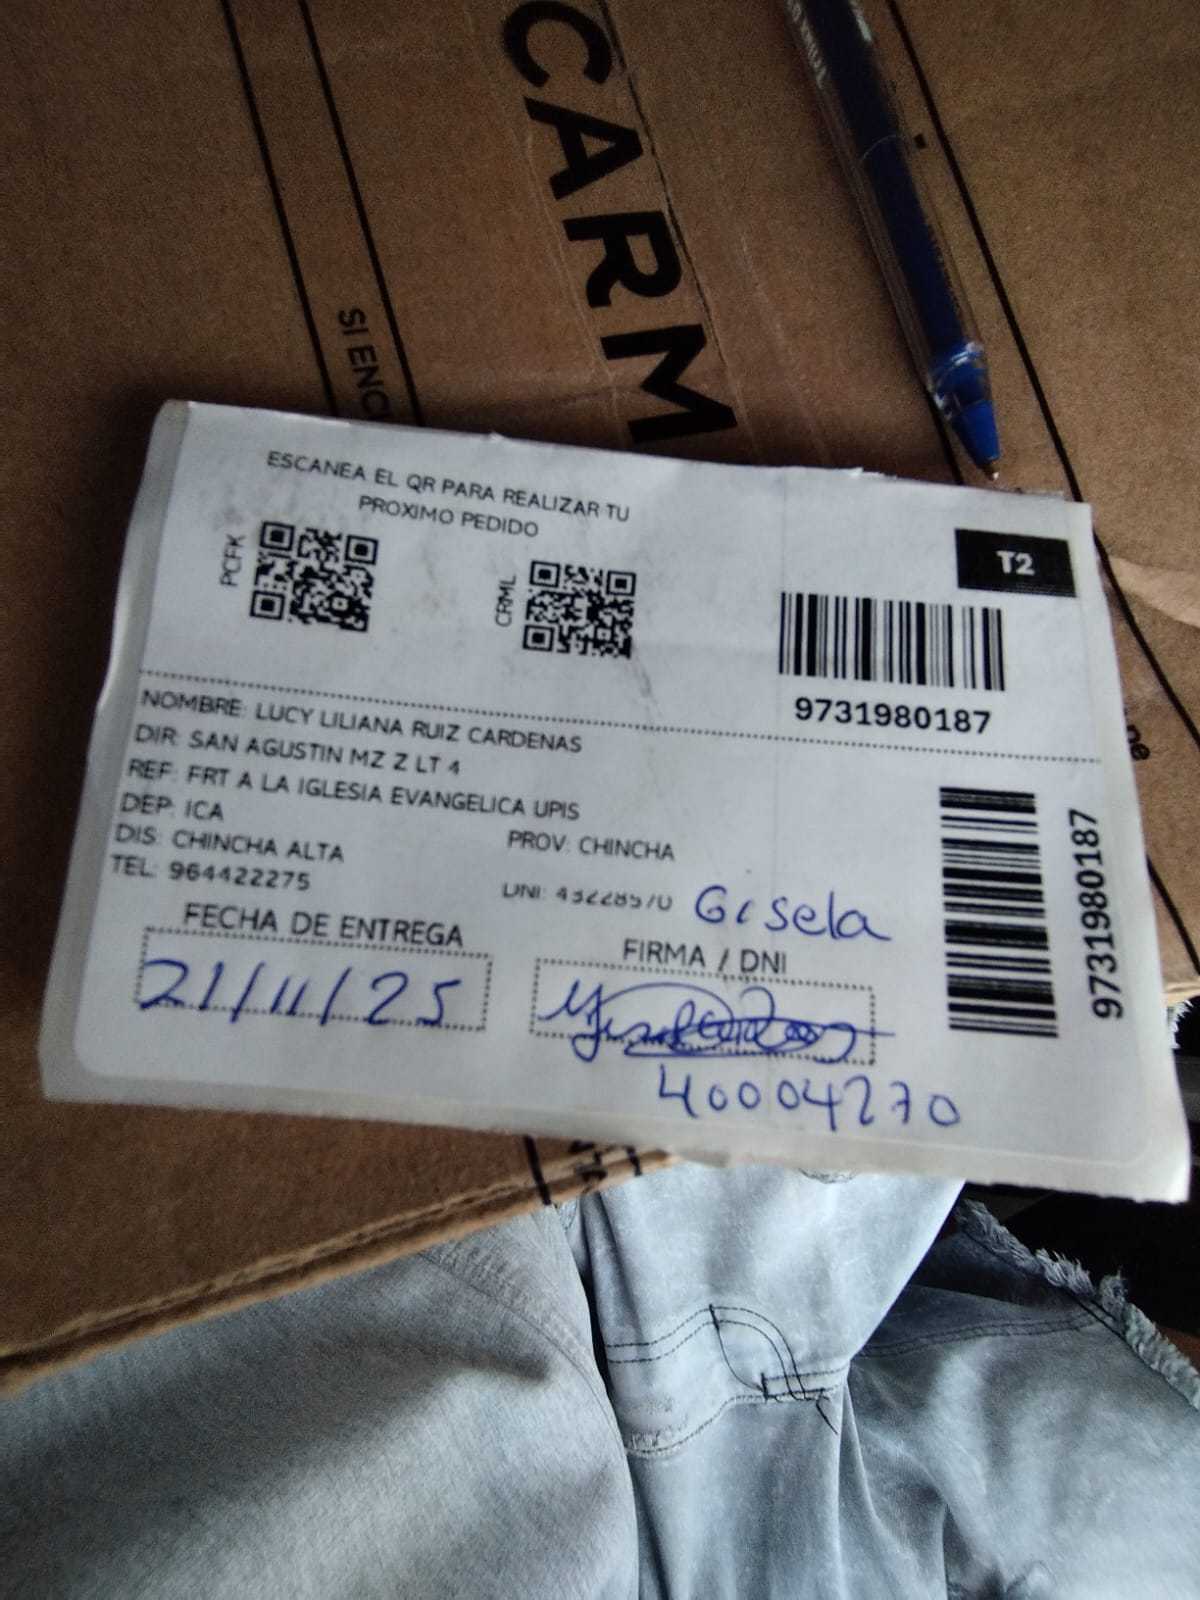 CARM
SI ENC
ESCANEA EL QR PARA REALIZAR TU
PROXIMO PEDIDO
PCFK
CRML
T2
9731980187
NOMBRE: LUCY LILIANA RUIZ CARDENAS
DIR: SAN AGUSTIN MZ Z LT 4
REF: FRT A LA IGLESIA EVANGELICA UPIS
DEP: ICA
PROV: CHINCHA
DIS: CHINCHA ALTA
TEL: 964422275
DNI: 43228570
Gisela
9731980187
FECHA DE ENTREGA
FIRMA / DNI
21/11/25
40004270